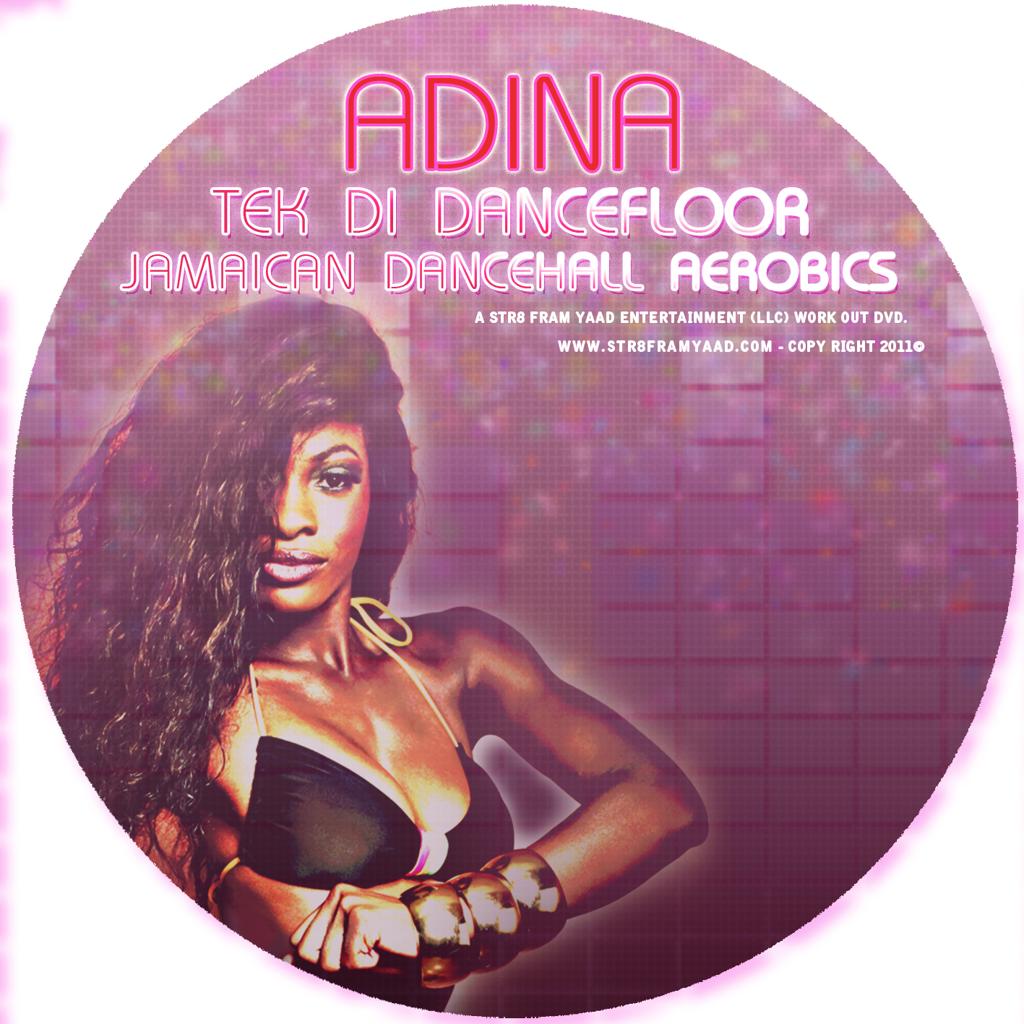 ADINA
TEK DI DANCEFLOOR
JAMAICAN DANCEHALL AEROBICS
A STR8 FRAM YAAD ENTERTAINMENT (LLC) WORK OUT DVD.
WWW.STR8FRAMYAAD.COM - COPY RIGHT 2011©